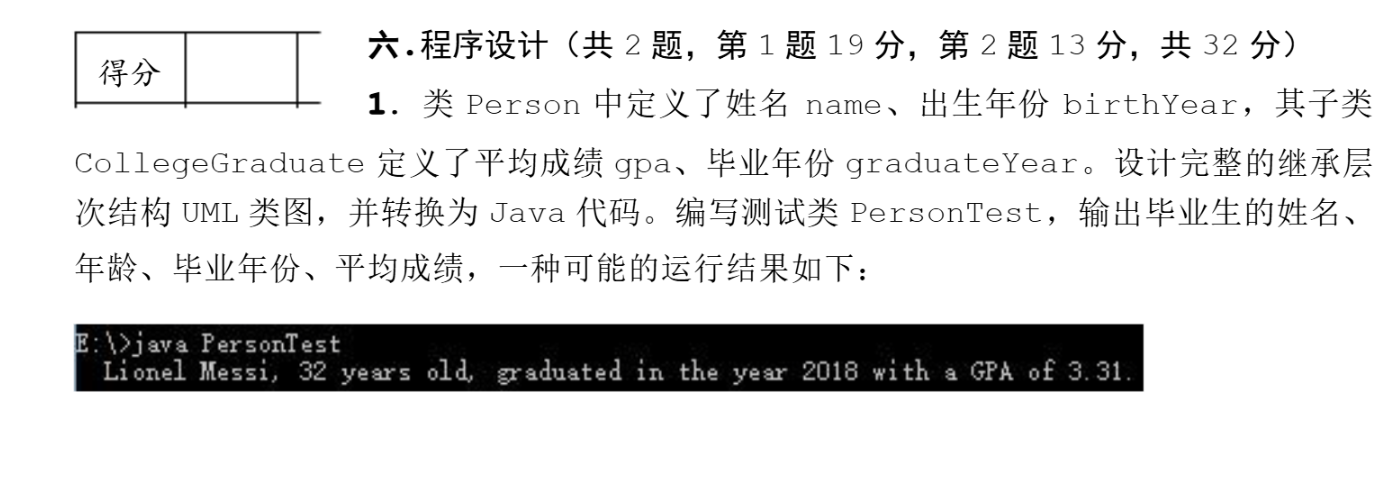 得分
六.程序设计（共 2 题，第 1 题 19 分，第 2 题 13 分，共 32 分）
1. 类 Person 中定义了姓名 name、出生年份 birthYear，其子类
CollegeGraduate 定义了平均成绩 gpa、毕业年份 graduateYear。设计完整的继承层
次结构 UML 类图，并转换为 Java 代码。编写测试类 PersonTest，输出毕业生的姓名、
年龄、毕业年份、平均成绩，一种可能的运行结果如下：
E:\>java PersonTest
Lionel Messi, 32 years old, graduated in the year 2018 with a GPA of 3.31.